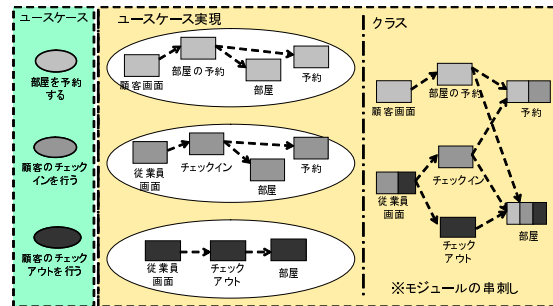 ユースケース
ユースケース実現
クラス
部屋を予約
する
顧客のチェック
インを行う
顧客のチェック
アウトを行う
顧客画面
部屋の予約
部屋
予約
従業員
画面
チェックイン
部屋
予約
従業員
画面
チェック
アウト
部屋
顧客画面
部屋の予約
予約
従業員
画面
チェックイン
チェック
アウト
部屋
※モジュールの串刺し